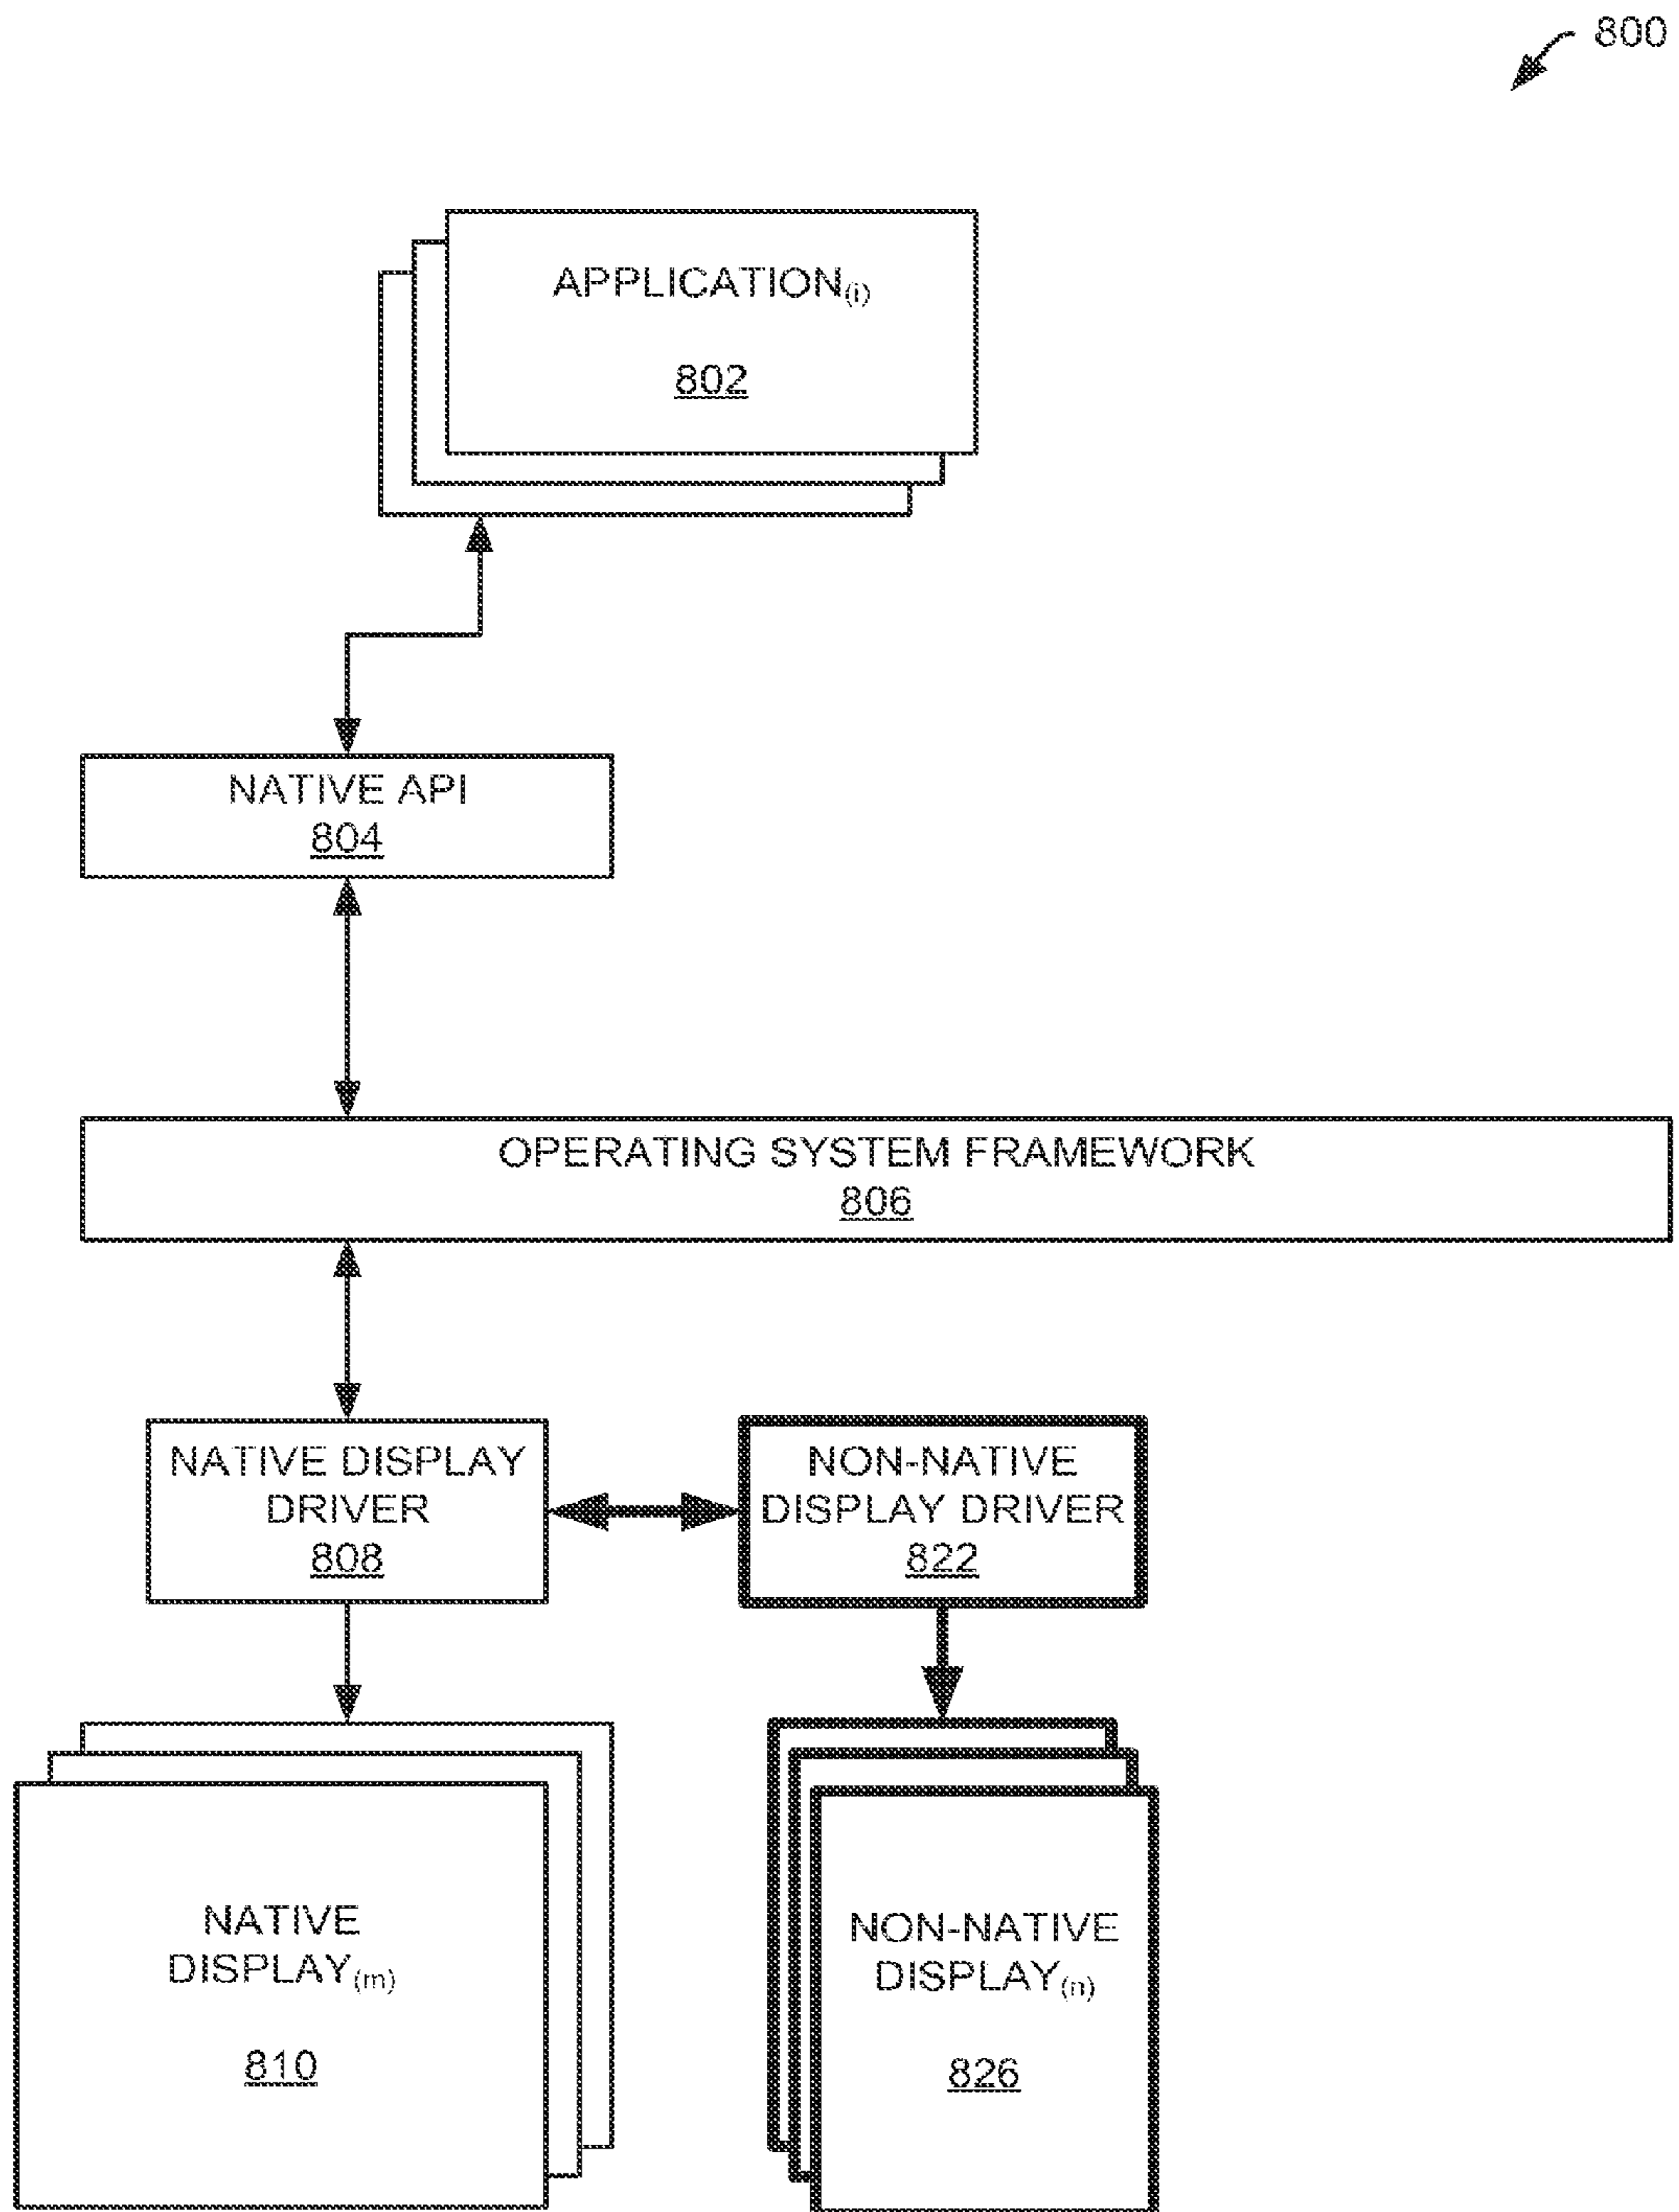 800
APPLICATION(i)
802
NATIVE API
804
OPERATING SYSTEM FRAMEWORK
806
NATIVE DISPLAY
DRIVER
808
NON-NATIVE
DISPLAY DRIVER
822
NATIVE
DISPLAY(m)
810
NON-NATIVE
DISPLAY(n)
826